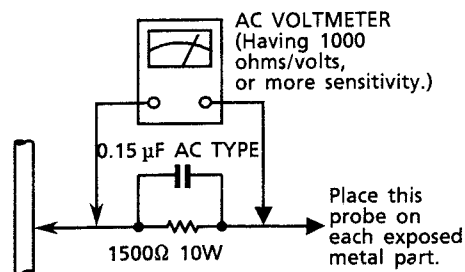 AC VOLTMETER
(Having 1000
ohms/volts,
or more sensitivity.)
0.15 μF AC TYPE
1500Ω 10W
Place this
probe on
each exposed
metal part.